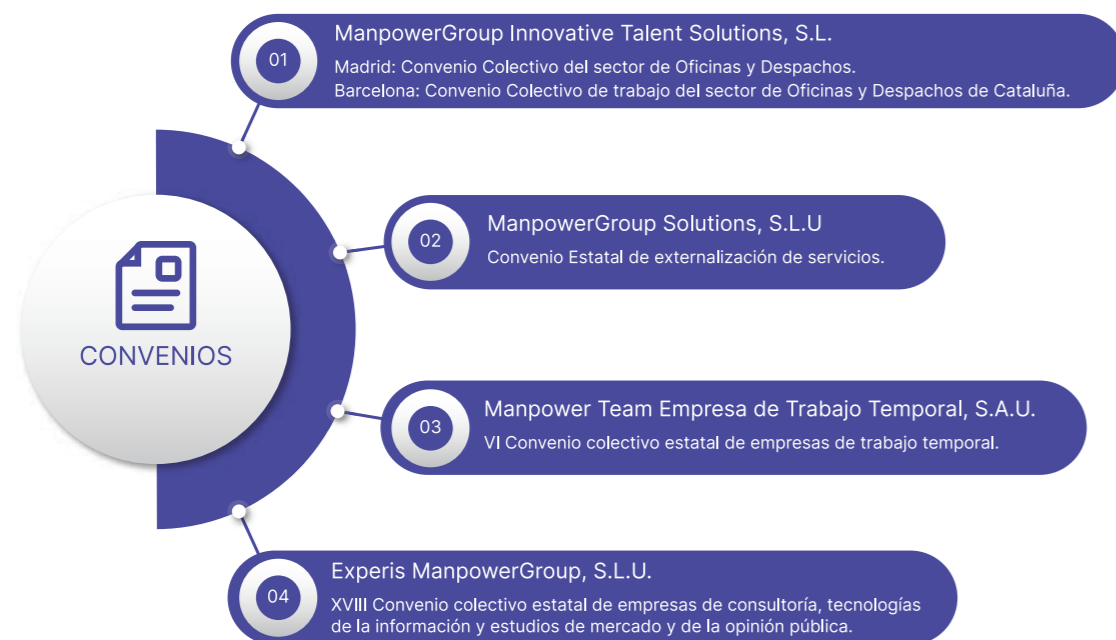 01
ManpowerGroup Innovative Talent Solutions, S.L.
Madrid: Convenio Colectivo del sector de Oficinas y Despachos.
Barcelona: Convenio Colectivo de trabajo del sector de Oficinas y Despachos de Cataluña.
02
ManpowerGroup Solutions, S.L.U
Convenio Estatal de externalización de servicios.
CONVENIOS
03
Manpower Team Empresa de Trabajo Temporal, S.A.U.
VI Convenio colectivo estatal de empresas de trabajo temporal.
04
Experis ManpowerGroup, S.L.U.
XVIII Convenio colectivo estatal de empresas de consultoría, tecnologías
de la información y estudios de mercado y de la opinión pública.